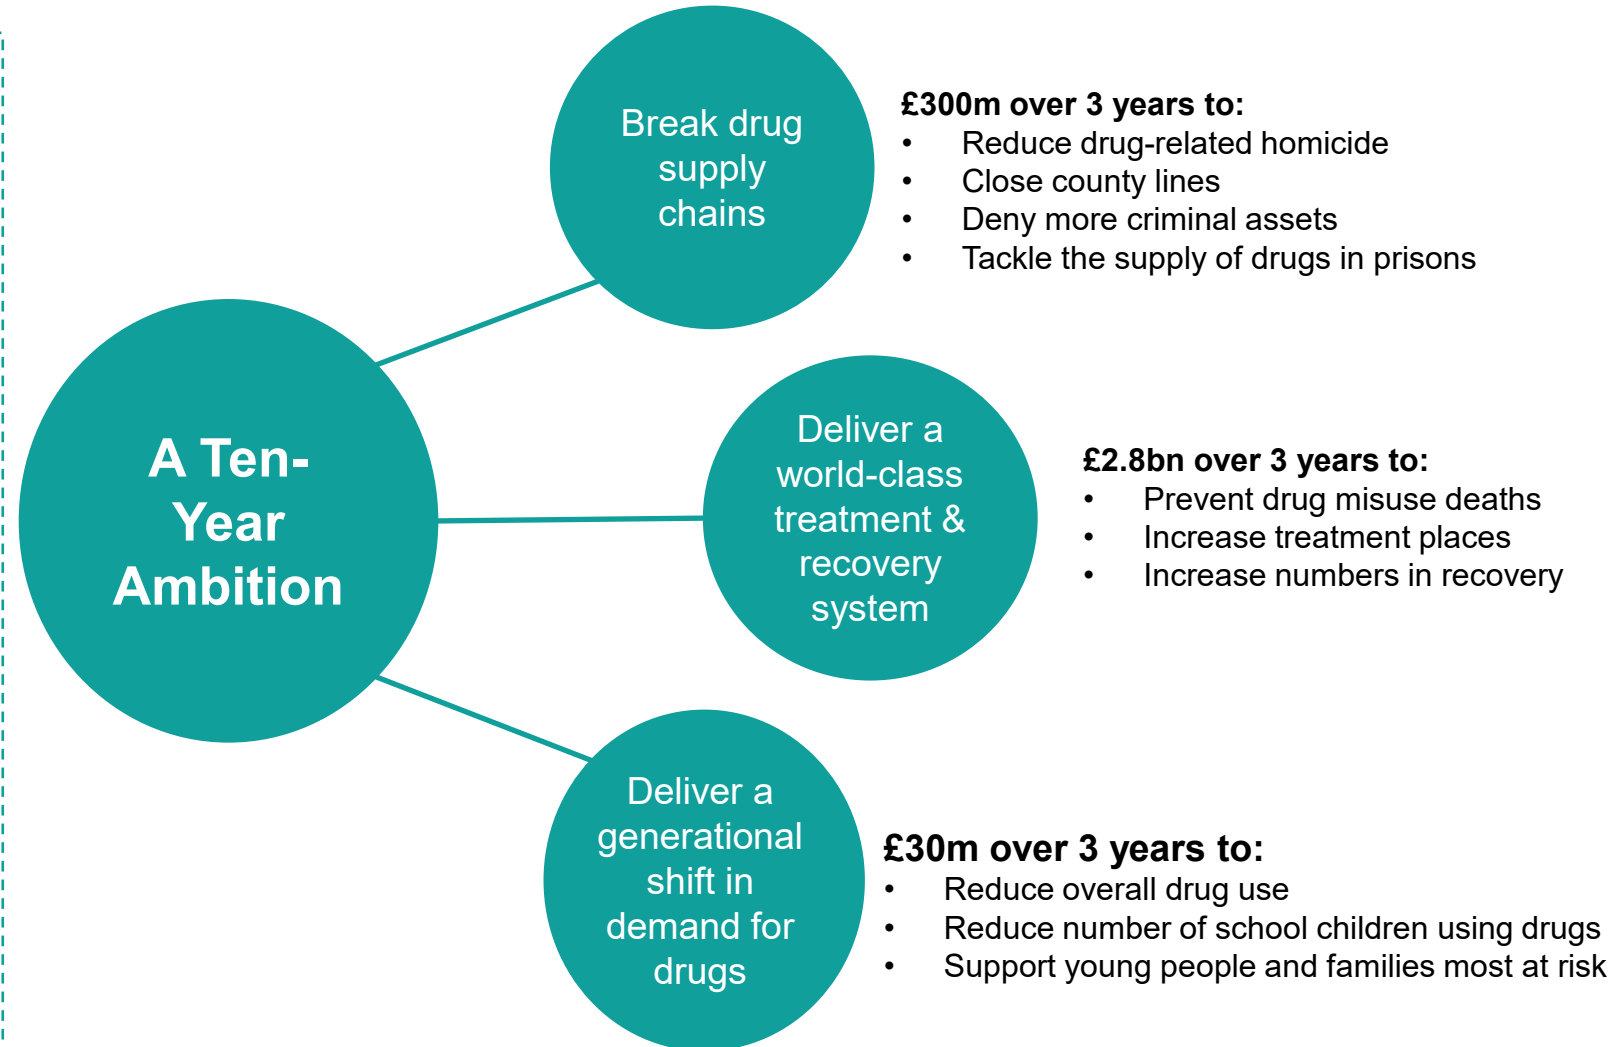 Break drug
supply
chains
£300m over 3 years to:
• Reduce drug-related homicide
• Close county lines
• Deny more criminal assets
• Tackle the supply of drugs in prisons
A Ten-
Year
Ambition
Deliver a
world-class
treatment &
recovery
system
£2.8bn over 3 years to:
• Prevent drug misuse deaths
• Increase treatment places
• Increase numbers in recovery
Deliver a
generational
shift in
demand for
drugs
£30m over 3 years to:
• Reduce overall drug use
• Reduce number of school children using drugs
• Support young people and families most at risk